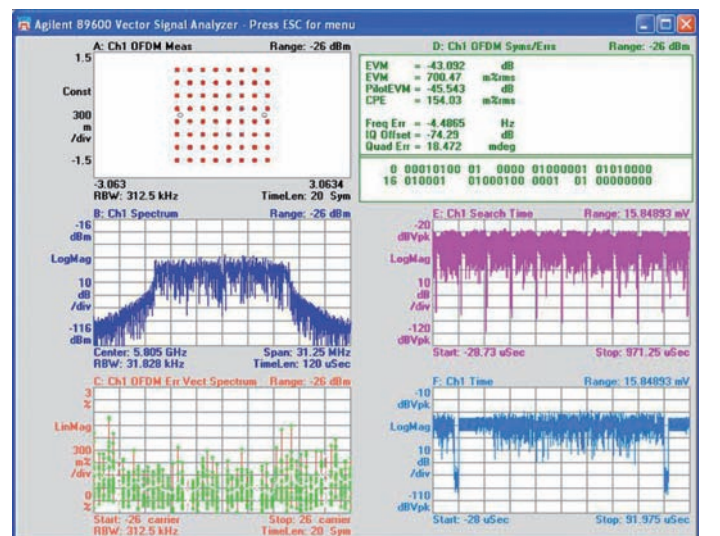 Agilent 89600 Vector Signal Analyzer - Press ESC for menu
A: Ch1 OFDM Meas Range: -26 dBm
1.5
Const
300
m
/div
-1.5
-3.063 3.0634
RBW: 312.5 kHz TimeLen: 20 Sym
D: Ch1 OFDM Syms/Errs Range: -26 dBm
EVM = -43.092 dB
EVM = 700.47 m%rms
PilotEVM = -45.543 dB
CPE = 154.03 m%rms
Freq Err = -4.4865 Hz
IQ Offset = -74.29 dB
Quad Err = 18.472 mdeg
0 00010100 01 0000 01000001 01010000
16 010001 01000100 0001 01 00000000
B: Ch1 Spectrum Range: -26 dBm
-16
dBm
LogMag
10
dB
/div
-116
dBm
Center: 5.805 GHz Span: 31.25 MHz
RBW: 31.828 kHz TimeLen: 120 uSec
E: Ch1 Search Time Range: 15.84893 mV
-20
dBVpk
LogMag
10
dB
/div
-120
dBVpk
Start: -28.73 uSec Stop: 971.25 uSec
C: Ch1 OFDM Err Vect Spectrum Range: -26 dBm
3
%
LinMag
300
m%
/div
0
%
Start: -26 carrier Stop: 26 carrier
RBW: 312.5 kHz TimeLen: 20 Sym
F: Ch1 Time Range: 15.84893 mV
-10
dBVpk
LogMag
10
dB
/div
-110
dBVpk
Start: -28 uSec Stop: 91.975 uSec